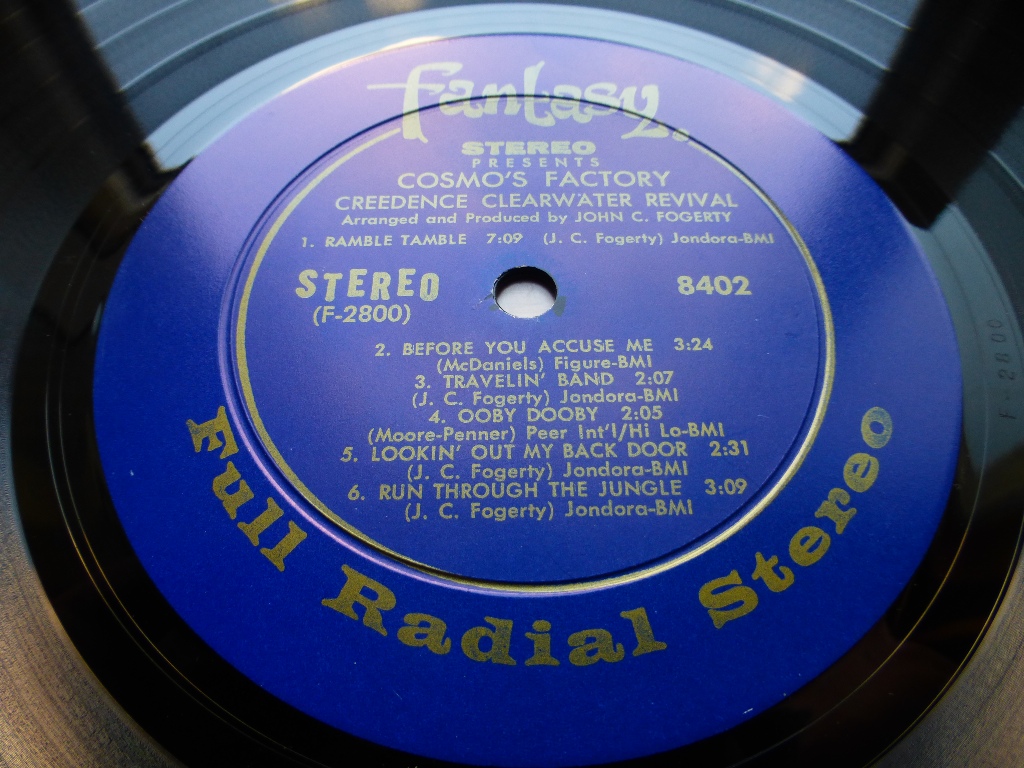 Fantasy.
STEREO
PRESENTS
COSMO'S FACTORY
CREEDENCE CLEARWATER REVIVAL
Arranged and Produced by JOHN C. FOGERTY
1. RAMBLE TAMBLE 7:09 (J. C. Fogerty) Jondora-BMI
STEREO 8402
(F-2800)
2. BEFORE YOU ACCUSE ME 3:24
(McDaniels) Figure-BMI
3. TRAVELIN' BAND 2:07
(J. C. Fogerty) Jondora-BMI
4. OOBY DOOBY 2:05
(Moore-Penner) Peer Int'l/Hi Lo-BMI
5. LOOKIN' OUT MY BACK DOOR 2:31
(J. C. Fogerty) Jondora-BMI
6. RUN THROUGH THE JUNGLE 3:09
(J. C. Fogerty) Jondora-BMI
Full Radial Stereo
F-2800